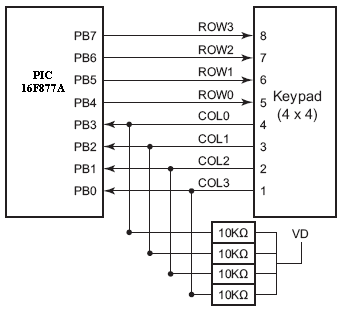 PIC
16F877A
PB7
PB6
PB5
PB4
PB3
PB2
PB1
PB0
ROW3
ROW2
ROW1
ROW0
COL0
COL1
COL2
COL3
8
7
6
5
4
3
2
1
Keypad
(4 x 4)
10KΩ
10KΩ
10KΩ
10KΩ
VD